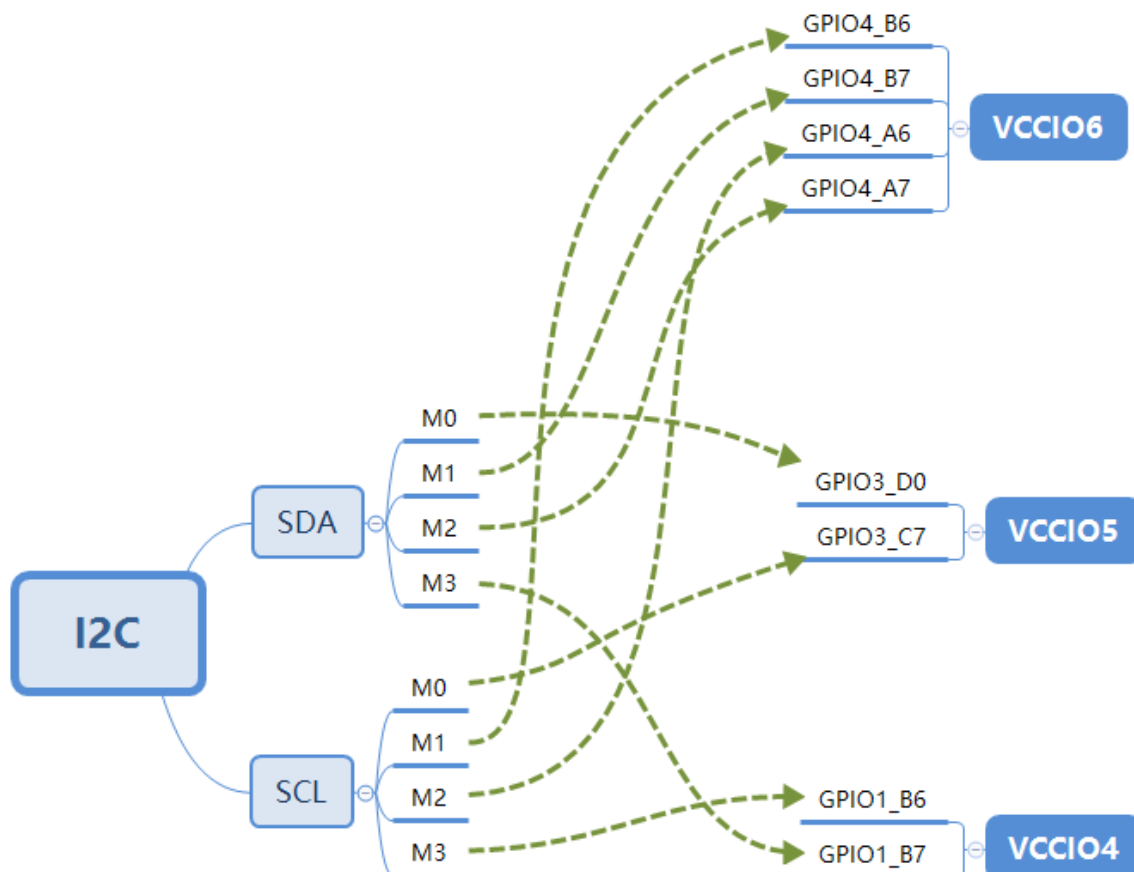 GPIO4_B6
GPIO4_B7
VCCIO6
GPIO4_A6
GPIO4_A7
M0
M1
SDA
M2
M3
GPIO3_D0
VCCIO5
GPIO3_C7
I2C
M0
M1
SCL
M2
M3
GPIO1_B6
VCCIO4
GPIO1_B7